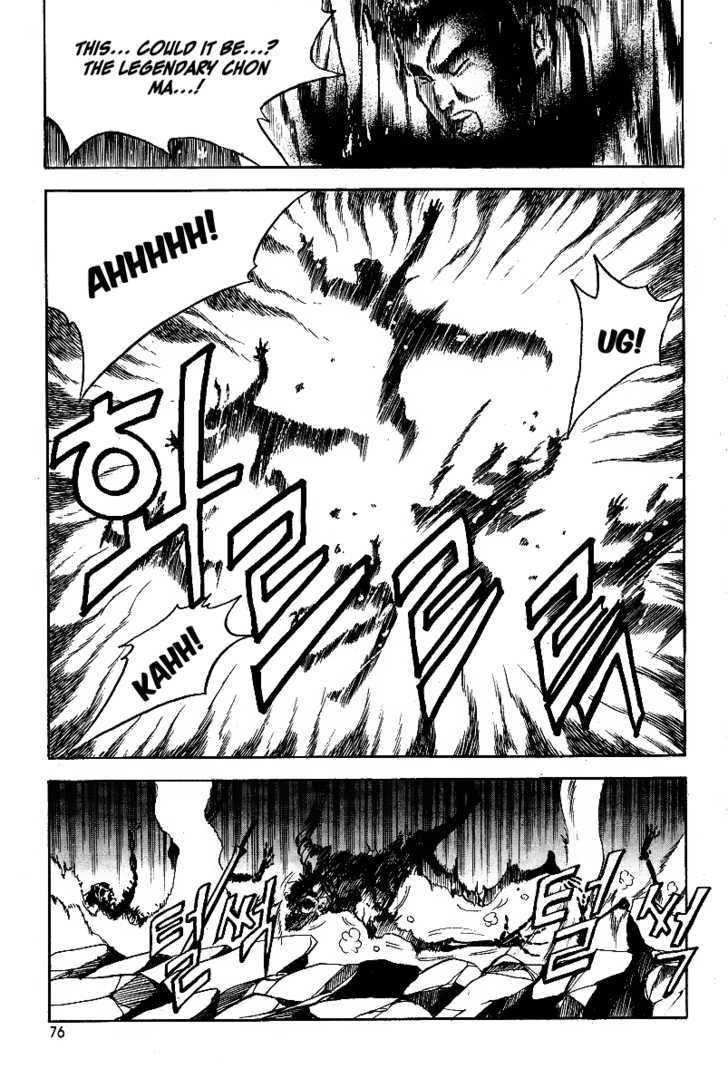 THIS... COULD IT BE...?
THE LEGENDARY CHON
MA...!
AHHHHH!
UG!
화르르륵
KAHH!
털썩
털썩
76